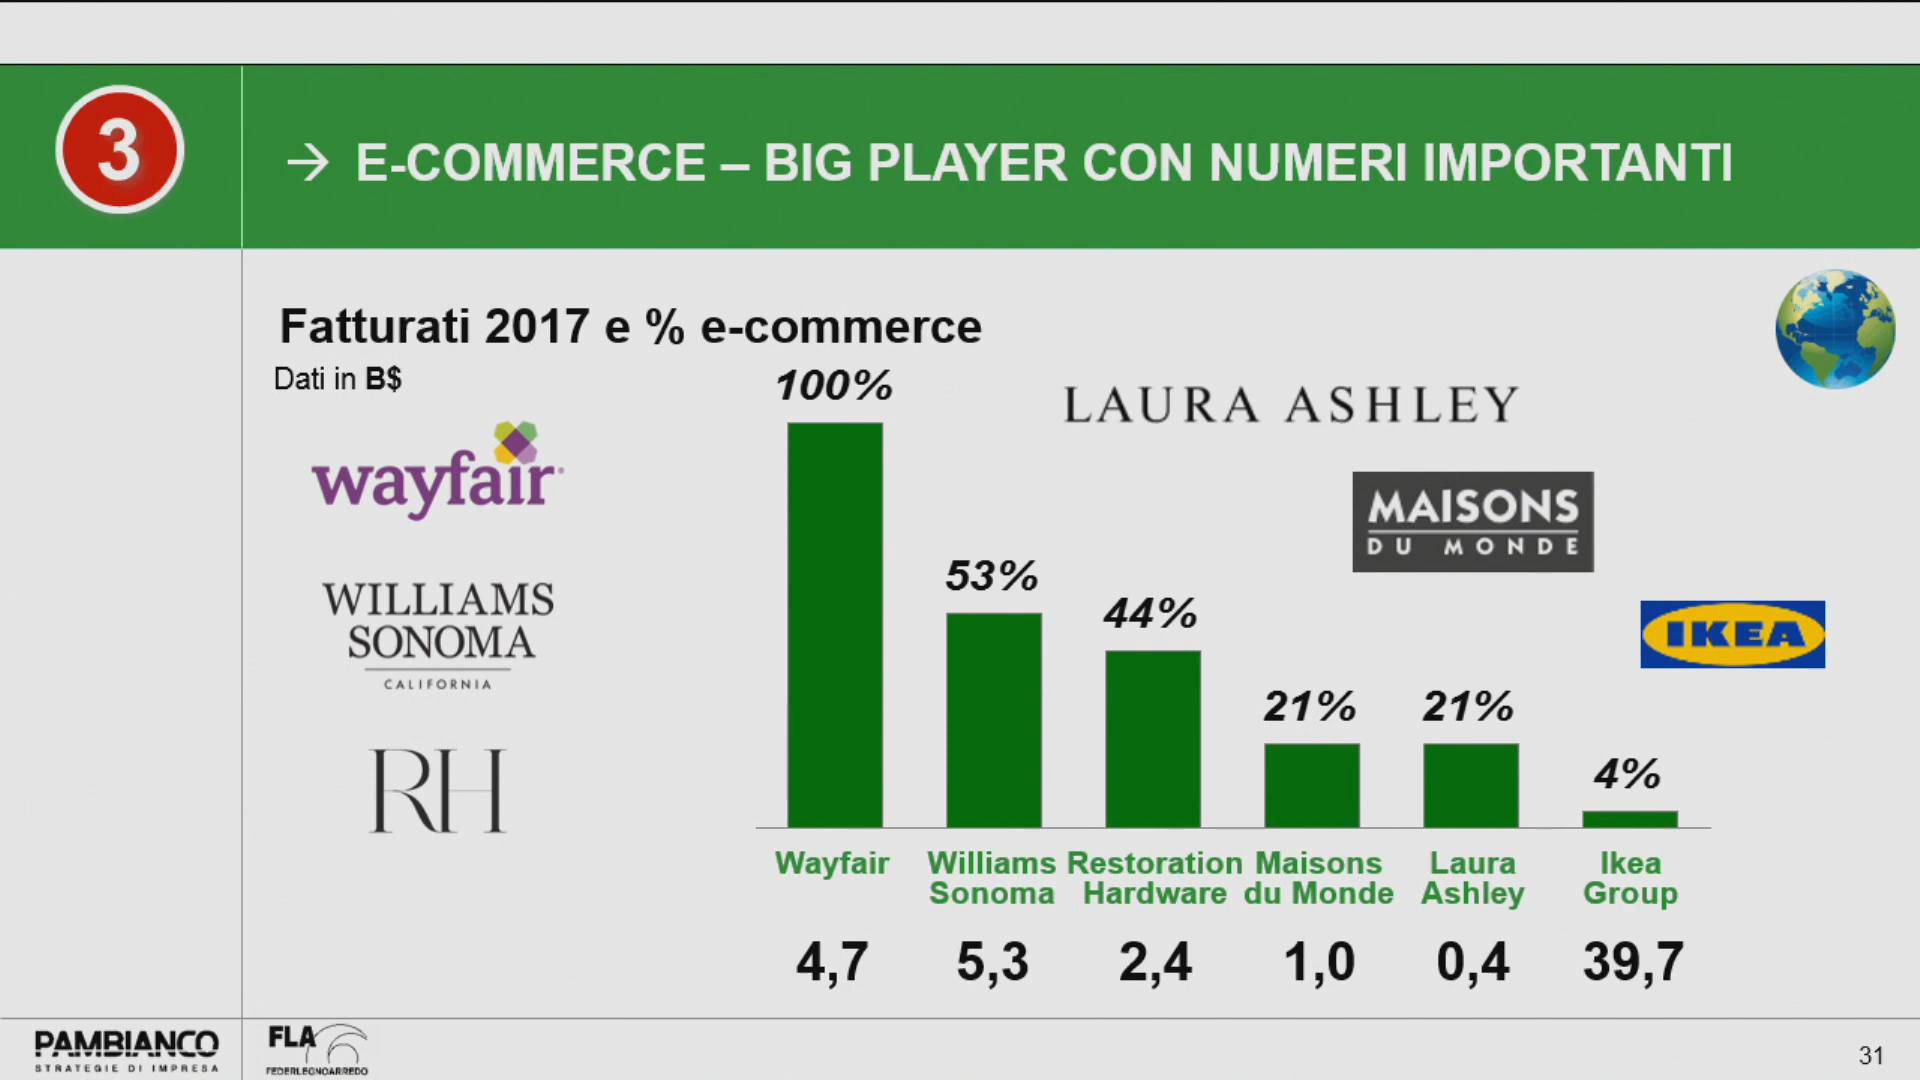 3
→ E-COMMERCE – BIG PLAYER CON NUMERI IMPORTANTI
Fatturati 2017 e % e-commerce
Dati in B$
wayfair
WILLIAMS
SONOMA
CALIFORNIA
RH
LAURA ASHLEY
MAISONS
DU MONDE
IKEA
100%
53%
44%
21%
21%
4%
Wayfair
Williams Sonoma
Restoration Hardware
Maisons du Monde
Laura Ashley
Ikea Group
4,7 5,3 2,4 1,0 0,4 39,7
PAMBIANCO
STRATEGIE DI IMPRESA
FLA
FEDERLEGNOARREDO
31